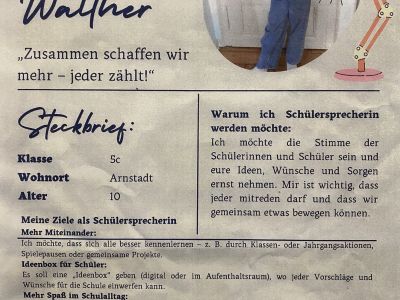 Walther
„Zusammen schaffen wir
mehr – jeder zählt!“
Steckbrief:
Klasse 5c
Wohnort Arnstadt
Alter 10
Warum ich Schülersprecherin
werden möchte:
Ich möchte die Stimme der
Schülerinnen und Schüler sein und
eure Ideen, Wünsche und Sorgen
ernst nehmen. Mir ist wichtig, dass
jeder mitreden darf und dass wir
gemeinsam etwas bewegen können.
Meine Ziele als Schülersprecherin
Mehr Miteinander:
Ich möchte, dass sich alle besser kennenlernen – z. B. durch Klassen- oder Jahrgangsaktionen,
Spielepausen oder gemeinsame Projekte.
Ideenbox für Schüler:
Es soll eine „Ideenbox“ geben (digital oder im Aufenthaltsraum), wo jeder Vorschläge und
Wünsche für die Schule einwerfen kann.
Mehr Spaß im Schulalltag: